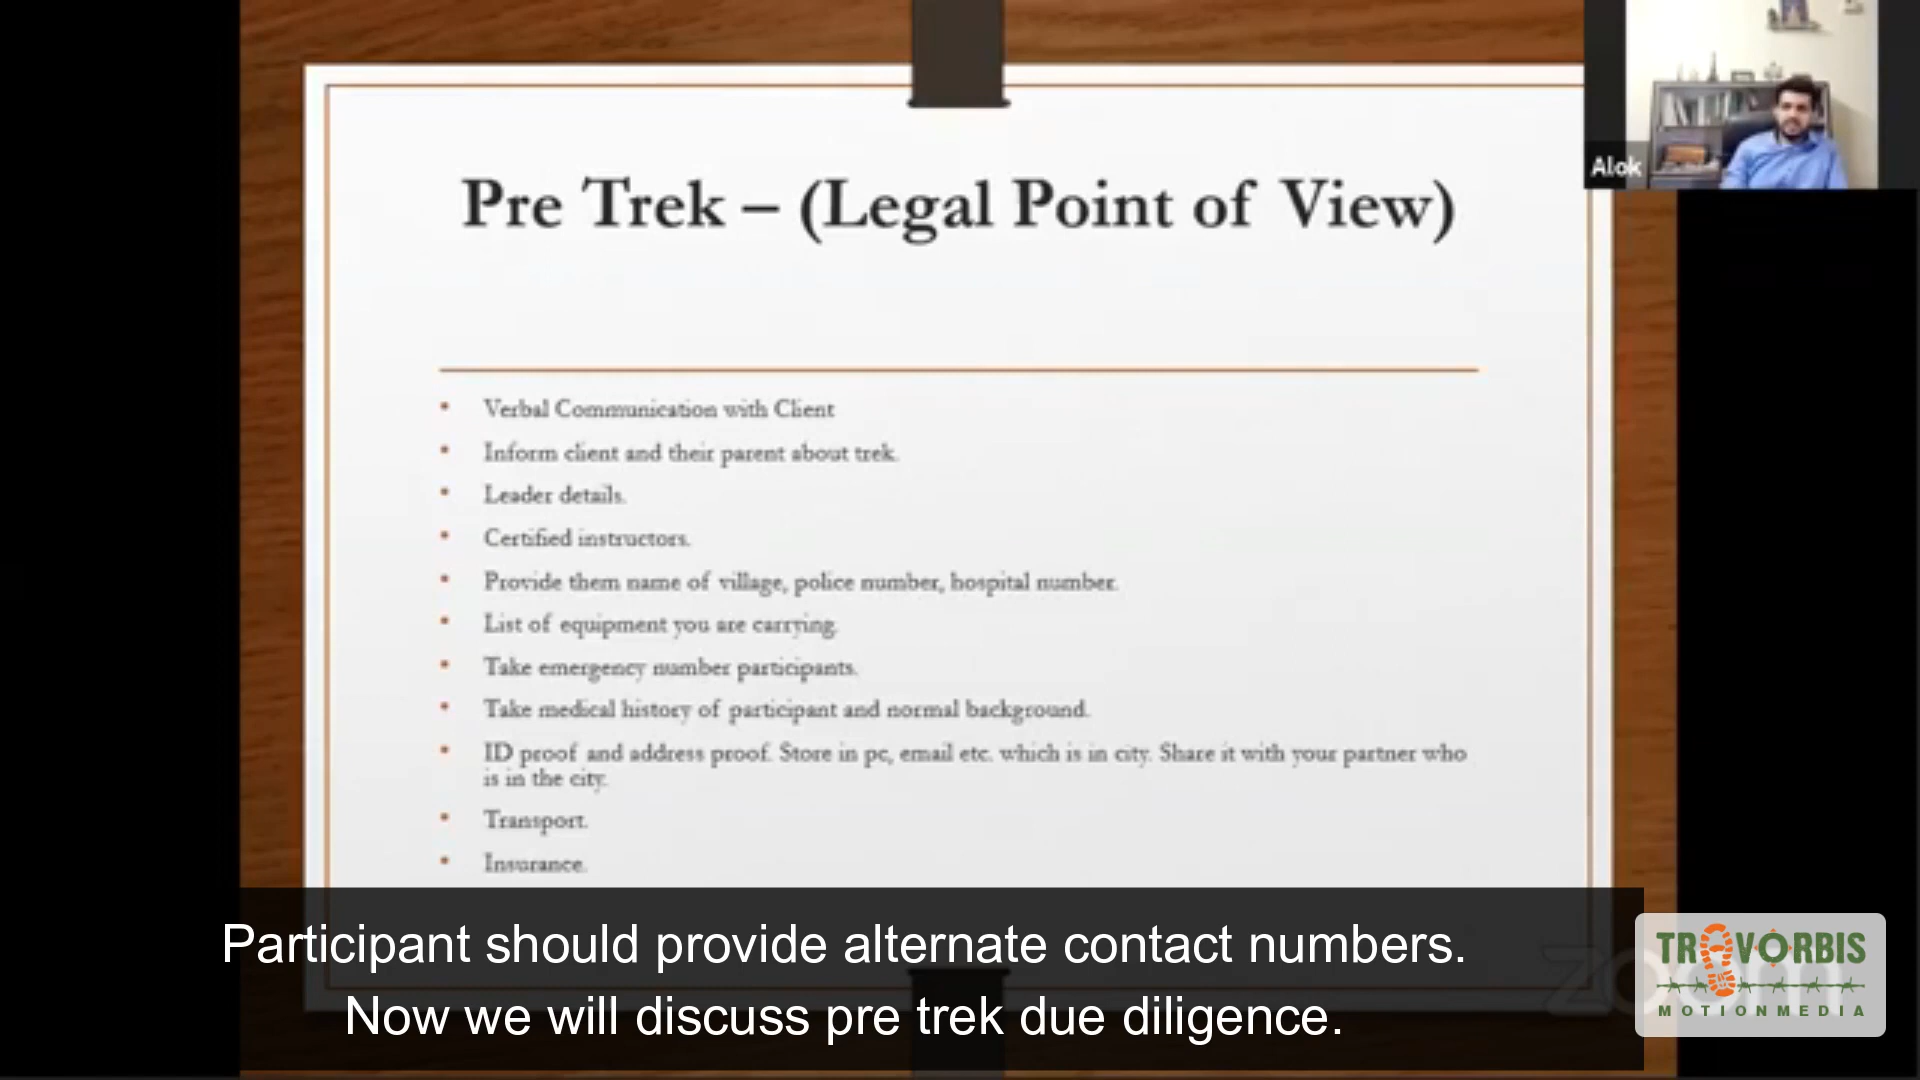 Alok
Pre Trek – (Legal Point of View)
• Verbal Communication with Client
• Inform client and their parent about trek.
• Leader details.
• Certified instructors.
• Provide them name of village, police number, hospital number.
• List of equipment you are carrying.
• Take emergency number participants.
• Take medical history of participant and normal background.
• ID proof and address proof. Store in pc, email etc. which is in city. Share it with your partner who
is in the city.
• Transport.
• Insurance.
Participant should provide alternate contact numbers.
Now we will discuss pre trek due diligence.
zoom
TRAVORBIS
MOTIONMEDIA